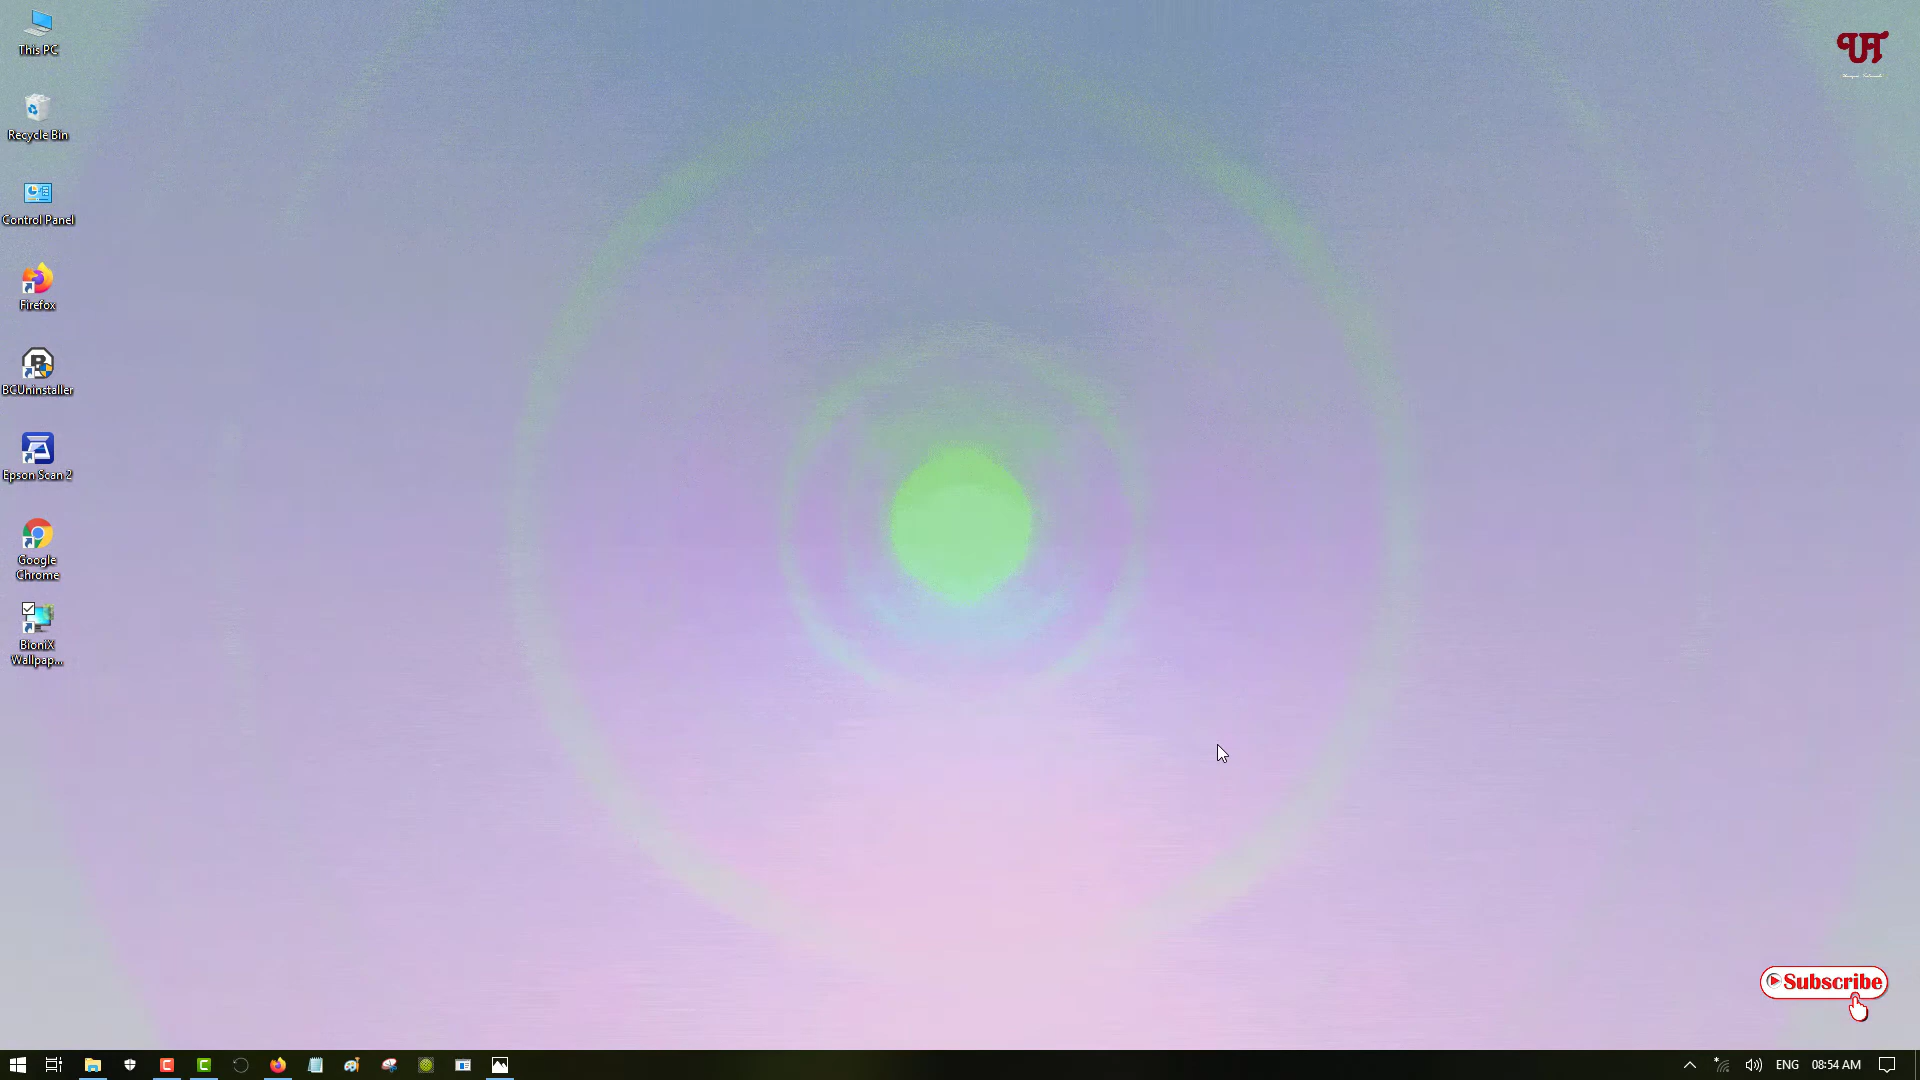 This PC
Recycle Bin
Control Panel
Firefox
BCUninstaller
Epson Scan 2
Google
Chrome
BioniX
Wallpap...
UT
Subscribe
ENG
08:54 AM